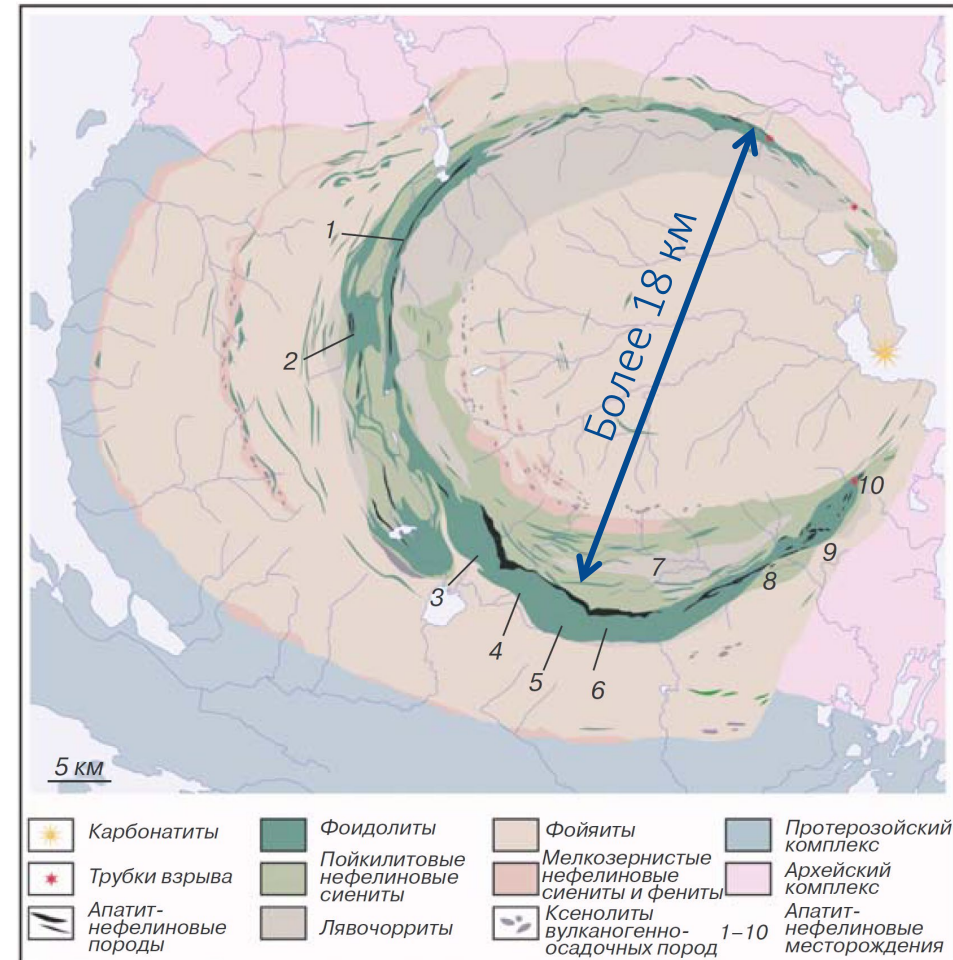 1
2
Более 18 км
10
9
8
7
3
4
5
6
5 км
Карбонатиты
Трубки взрыва
Апатит-
нефелиновые
породы
Фоидолиты
Пойкилитовые
нефелиновые
сиениты
Лявочорриты
Фойяиты
Мелкозернистые
нефелиновые
сиениты и фениты
Ксенолиты
вулканогенно-
осадочных пород
Протерозойский
комплекс
Архейский
комплекс
1–10
Апатит-
нефелиновые
месторождения